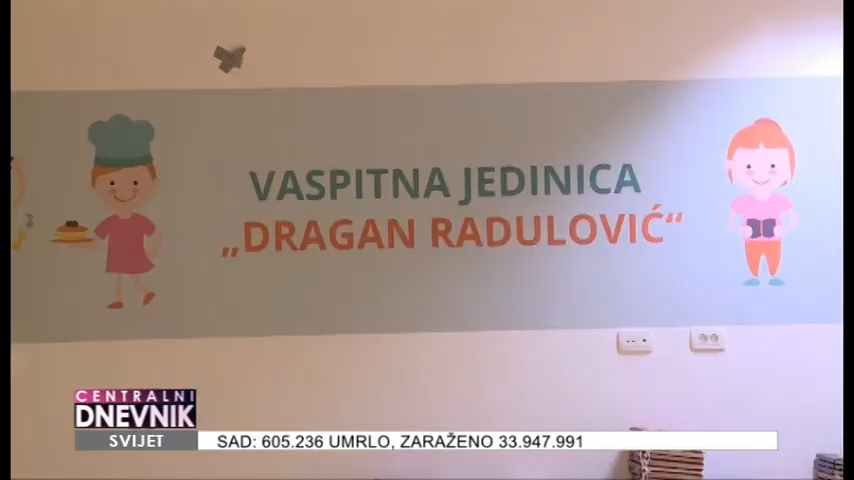 VASPITNA JEDINICA
„DRAGAN RADULOVIĆ“
CENTRALNI
DNEVNIK
SVIJET SAD: 605.236 UMRLO, ZARAŽENO 33.947.991